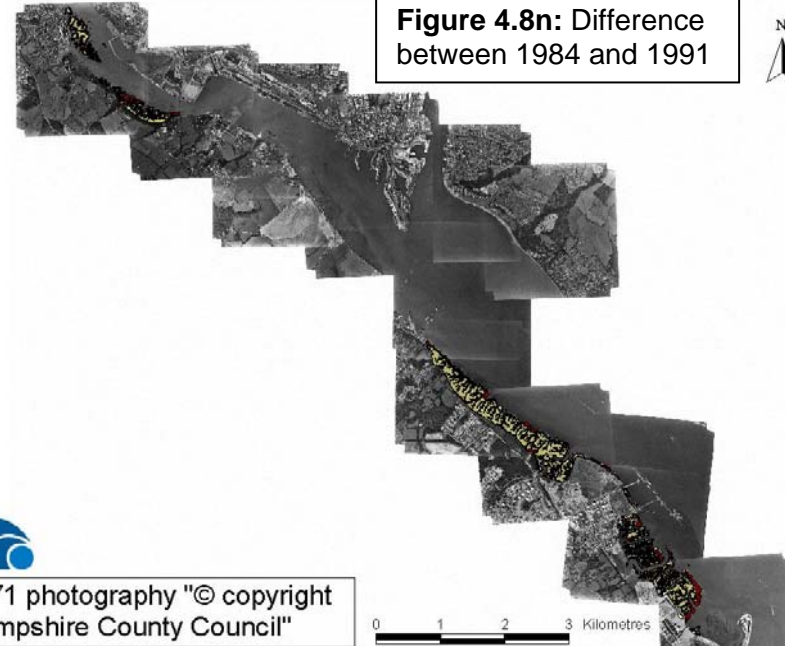 Figure 4.8n: Difference
between 1984 and 1991
N
71 photography "© copyright
mpshire County Council"
0 1 2 3 Kilometres